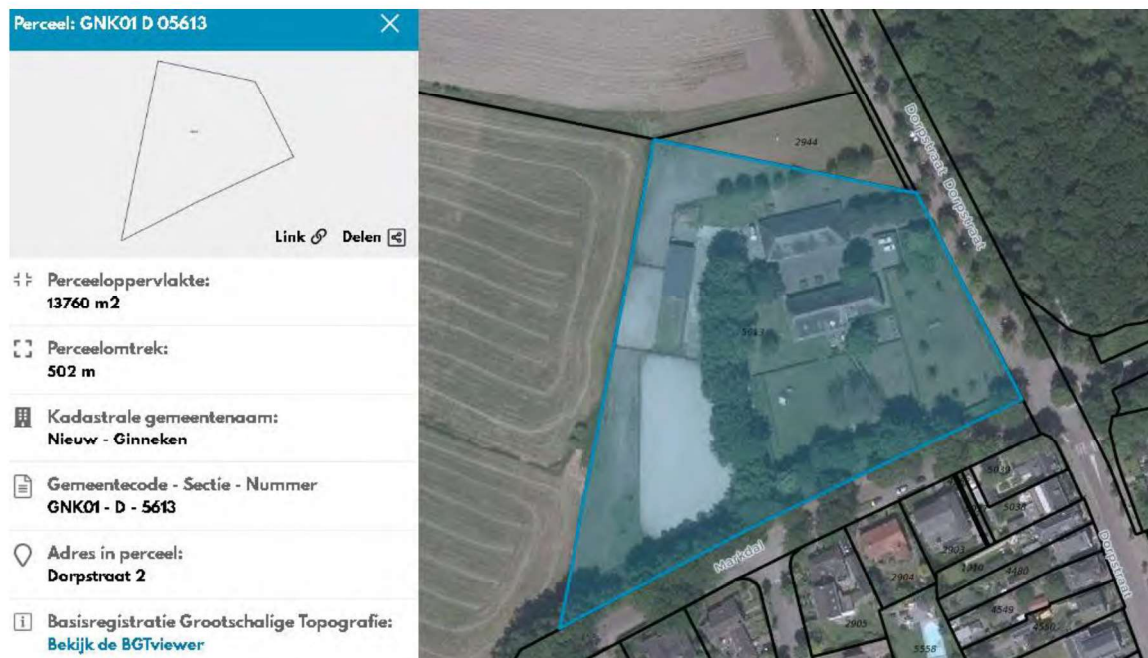 Perceel: GNK01 D 05613
Link
Delen
Perceeloppervlakte:
13760 m2
Perceelomtrek:
502 m
Kadastrale gemeentenaam:
Nieuw - Ginneken
Gemeentecode - Sectie - Nummer
GNK01 - D - 5613
Adres in perceel:
Dorpstraat 2
Basisregistratie Grootschalige Topografie:
Bekijk de BGTviewer
2944
Dorpstraat
Dorpstraat
5613
Markdal
5039
5038
2904
4480
2905
4549
4550
5558
Dorpstraat